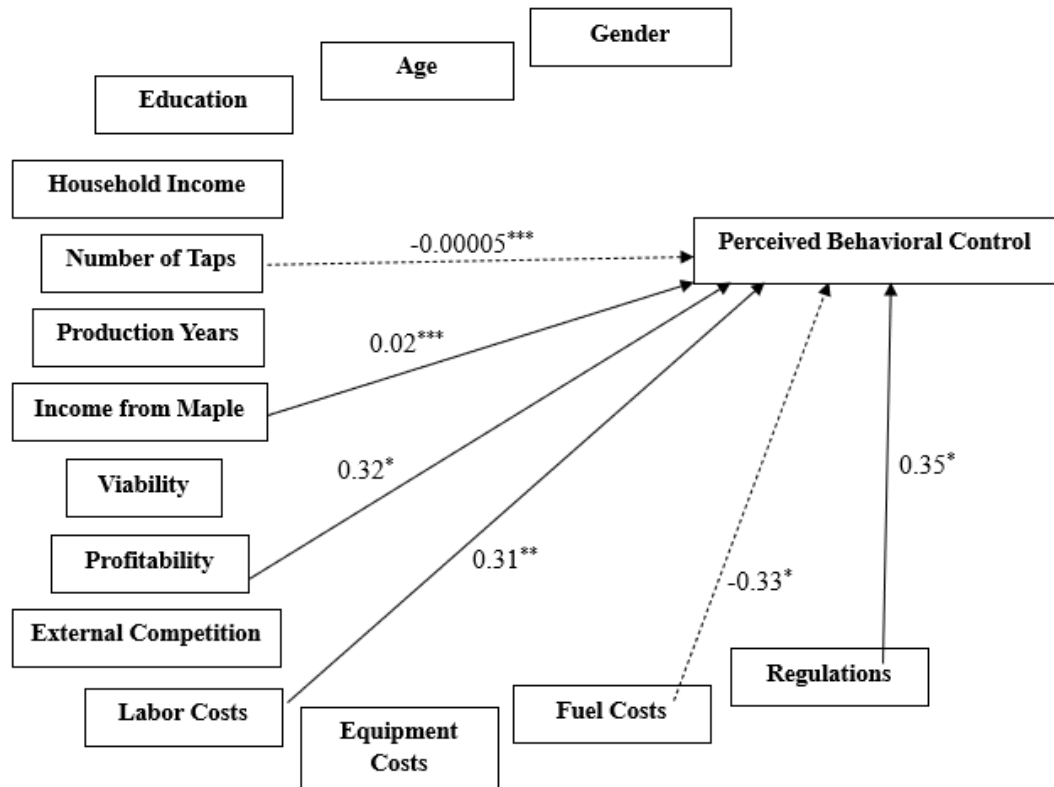 Gender
Age
Education
Household Income
Number of Taps
-0.00005***
Perceived Behavioral Control
Production Years
0.02***
Income from Maple
Viability
0.32*
0.35*
Profitability
0.31**
-0.33*
External Competition
Regulations
Labor Costs
Fuel Costs
Equipment
Costs